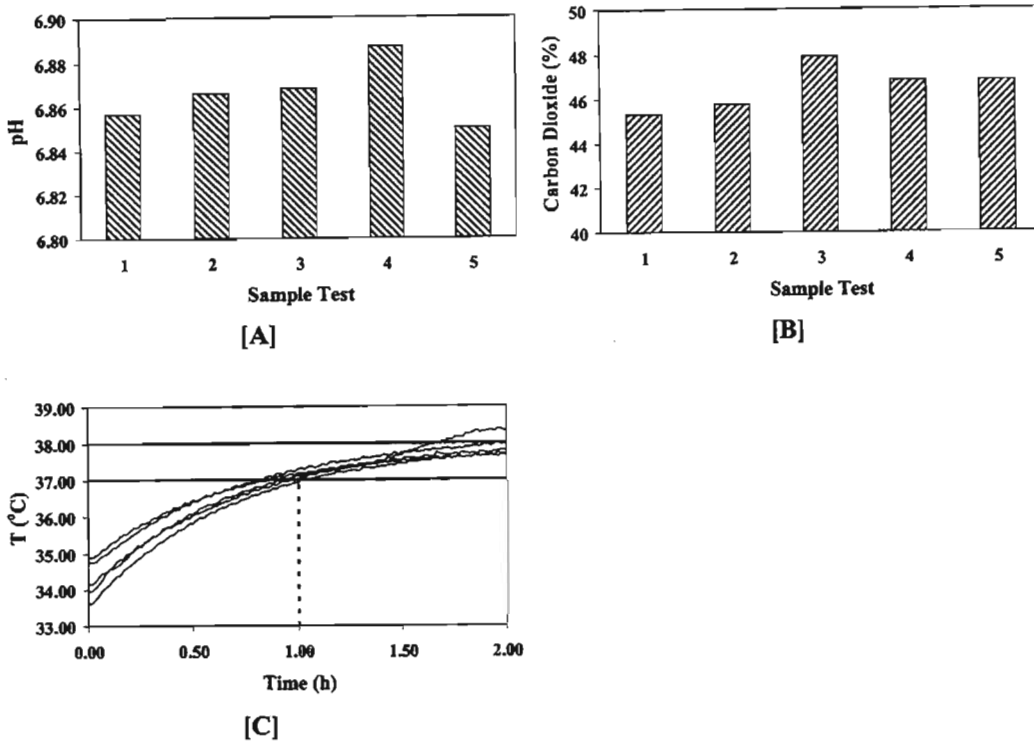 6.90
6.88
6.86
6.84
6.82
6.80
pH
1 2 3 4 5
Sample Test
[A]
50
48
46
44
42
40
Carbon Dioxide (%)
1 2 3 4 5
Sample Test
[B]
39.00
38.00
37.00
36.00
35.00
34.00
33.00
T (°C)
0.00 0.50 1.00 1.50 2.00
Time (h)
[C]